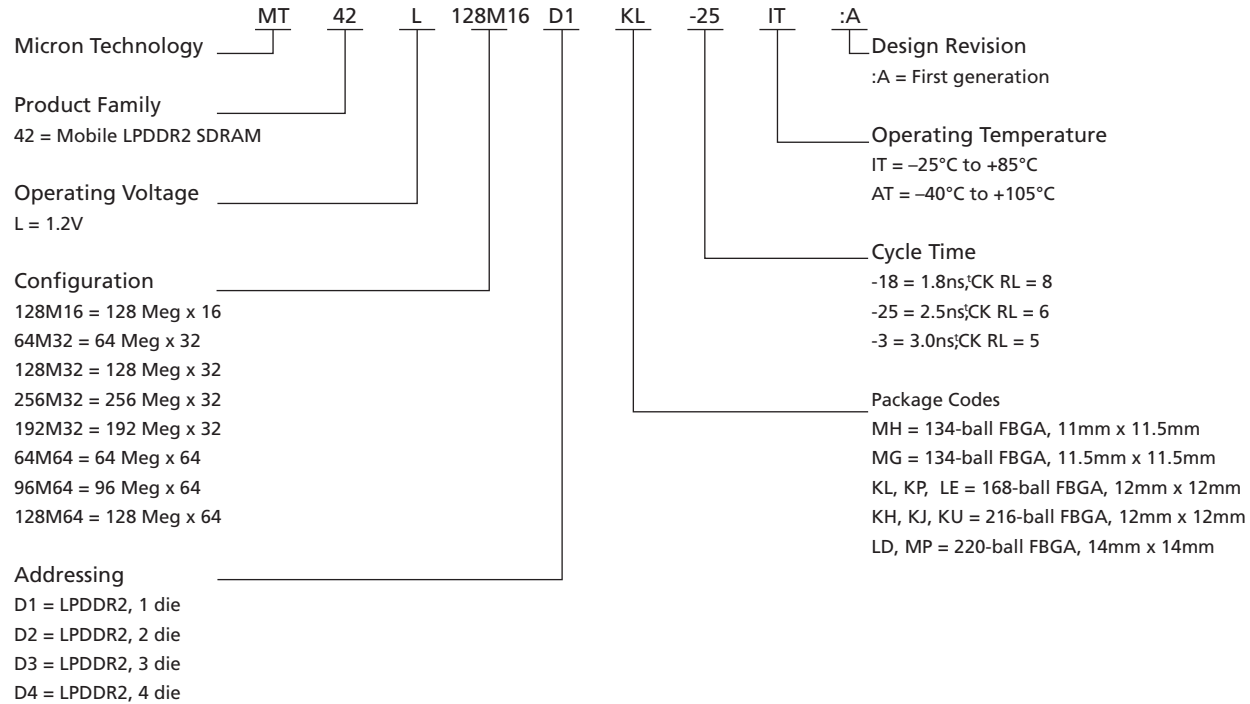 MT 42 L 128M16 D1 KL -25 IT :A
Micron Technology
Product Family
42 = Mobile LPDDR2 SDRAM
Operating Voltage
L = 1.2V
Configuration
128M16 = 128 Meg x 16
64M32 = 64 Meg x 32
128M32 = 128 Meg x 32
256M32 = 256 Meg x 32
192M32 = 192 Meg x 32
64M64 = 64 Meg x 64
96M64 = 96 Meg x 64
128M64 = 128 Meg x 64
Addressing
D1 = LPDDR2, 1 die
D2 = LPDDR2, 2 die
D3 = LPDDR2, 3 die
D4 = LPDDR2, 4 die
Design Revision
:A = First generation
Operating Temperature
IT = –25°C to +85°C
AT = –40°C to +105°C
Cycle Time
-18 = 1.8ns, tCK RL = 8
-25 = 2.5ns, tCK RL = 6
-3 = 3.0ns, tCK RL = 5
Package Codes
MH = 134-ball FBGA, 11mm x 11.5mm
MG = 134-ball FBGA, 11.5mm x 11.5mm
KL, KP, LE = 168-ball FBGA, 12mm x 12mm
KH, KJ, KU = 216-ball FBGA, 12mm x 12mm
LD, MP = 220-ball FBGA, 14mm x 14mm